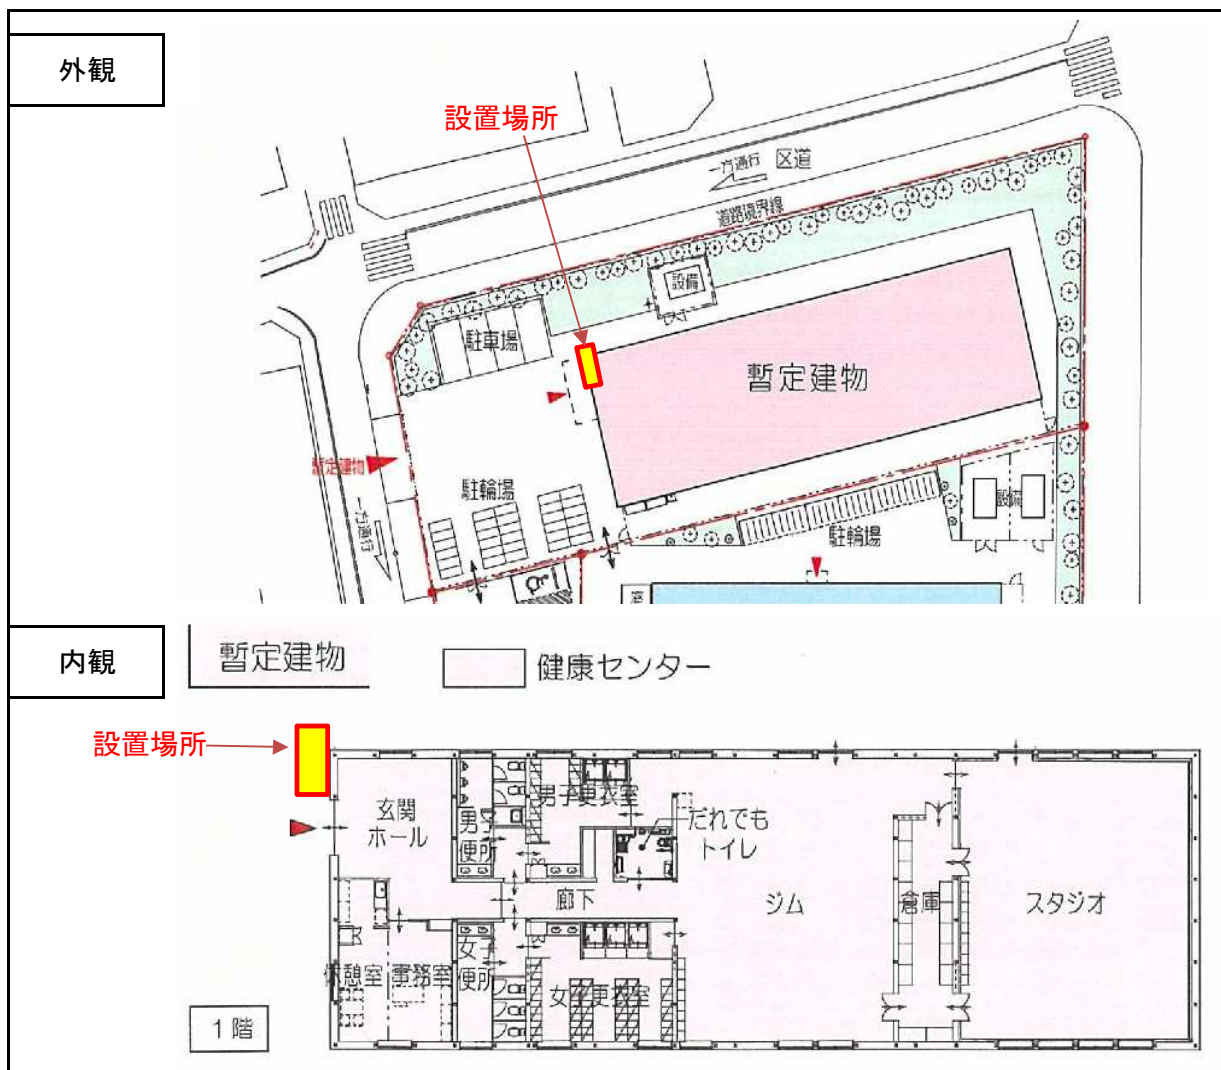 外観
設置場所
一方通行
区道
道路境界線
設備
駐車場
暫定建物
暫定建物
駐輪場
一方通行
設備
駐輪場
内観
暫定建物
健康センター
設置場所
玄関
ホール
男子
便所
男子更衣室
だれでも
トイレ
廊下
ジム
倉庫
スタジオ
女子
便所
休憩室
事務室
女子更衣室
1階